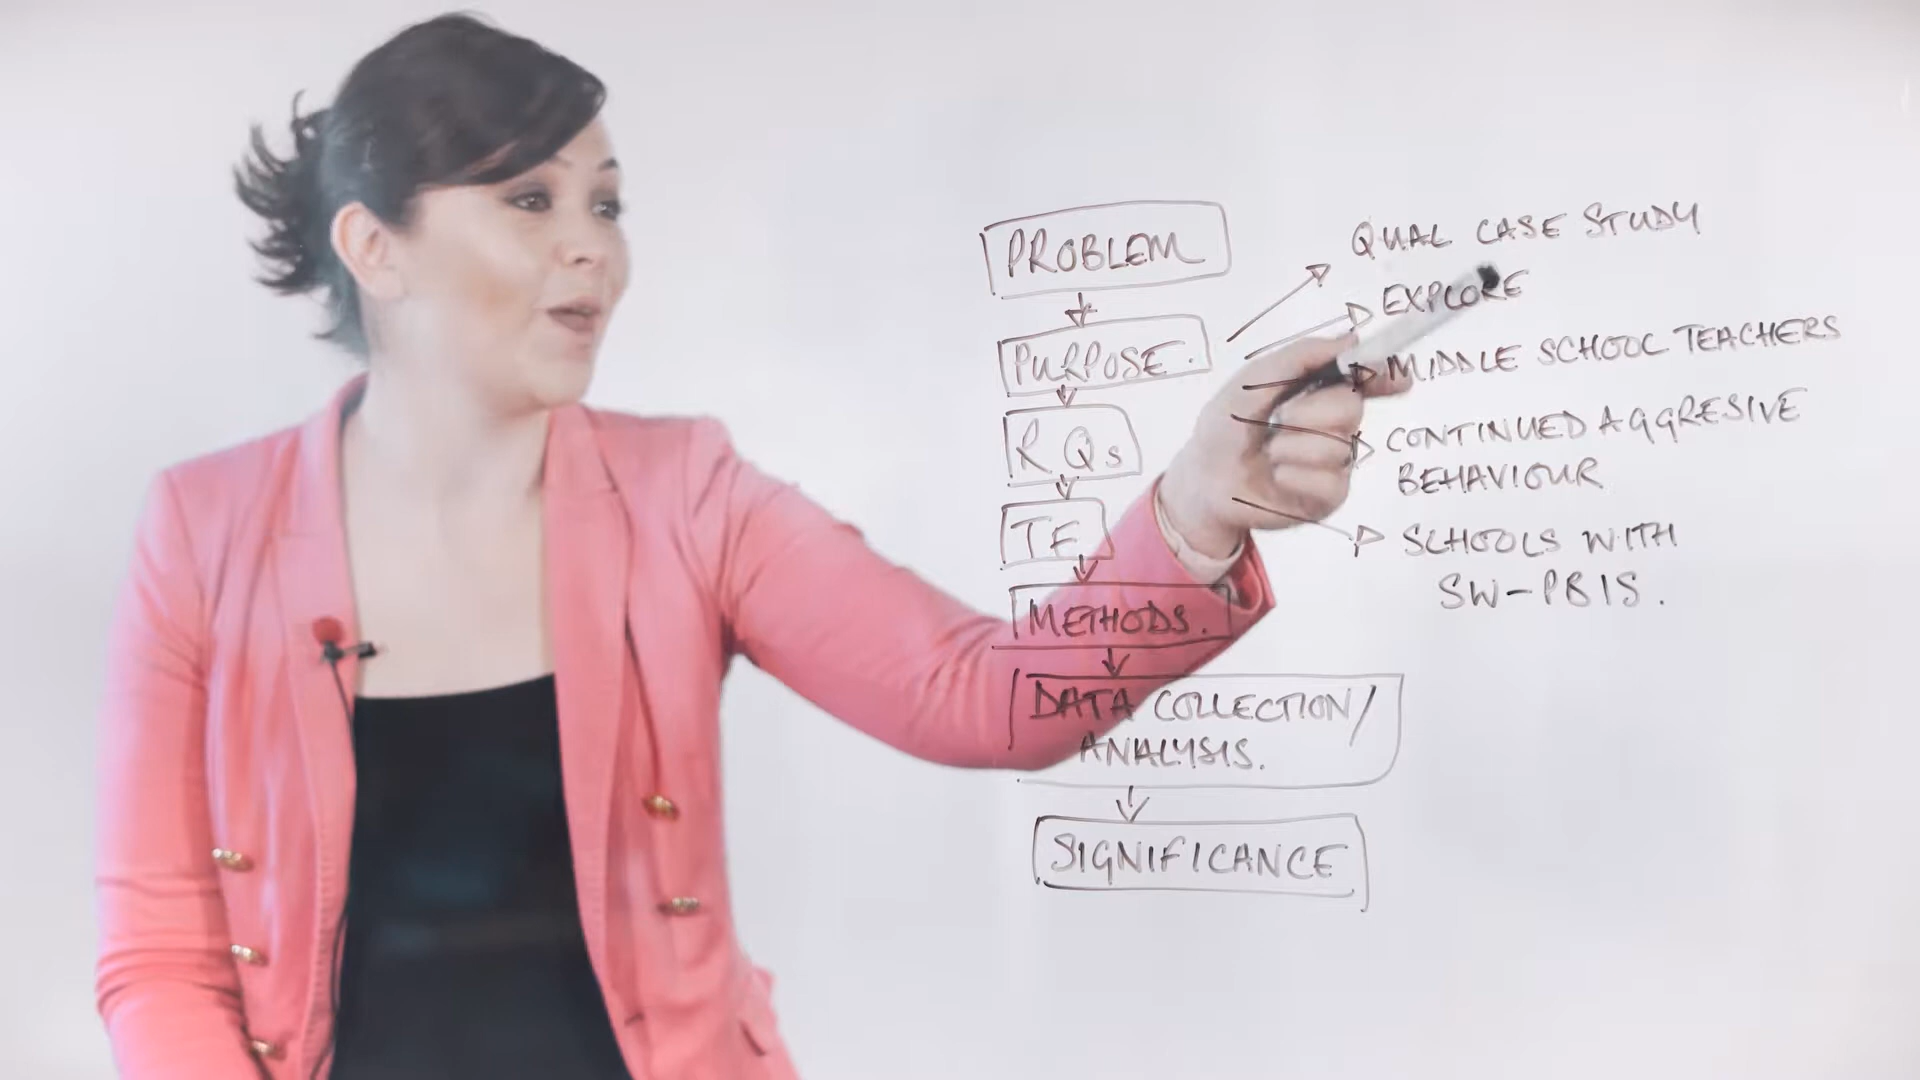 PROBLEM
PURPOSE.
RQs
TF
METHODS.
DATA COLLECTION/
ANALYSIS.
SIGNIFICANCE
QUAL CASE STUDY
EXPLORE
MIDDLE SCHOOL TEACHERS
CONTINUED AGGRESIVE
BEHAVIOUR
SCHOOLS WITH
SW-PBIS.